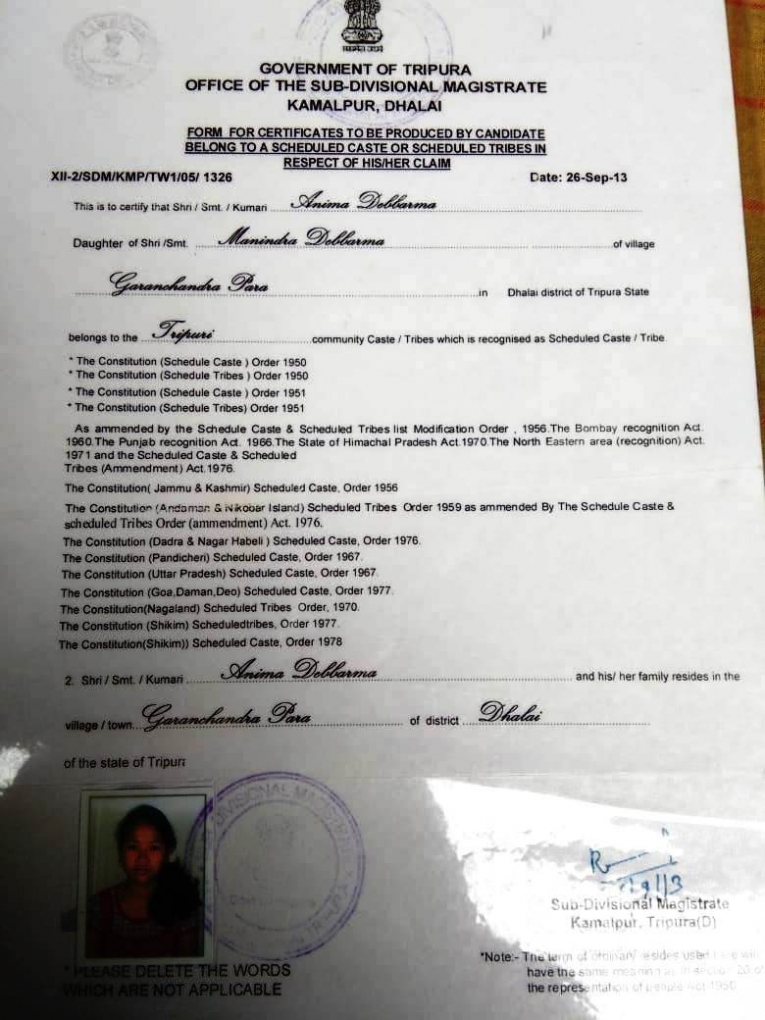 सत्यमेव जयते
GOVERNMENT OF TRIPURA
OFFICE OF THE SUB-DIVISIONAL MAGISTRATE
KAMALPUR, DHALAI
FORM FOR CERTIFICATES TO BE PRODUCED BY CANDIDATE
BELONG TO A SCHEDULED CASTE OR SCHEDULED TRIBES IN
RESPECT OF HIS/HER CLAIM
XII-2/SDM/KMP/TW1/05/ 1326 Date: 26-Sep-13
This is to certify that Shri / Smt. / Kumari Anima Debbarma
Daughter of Shri /Smt. Manindra Debbarma of village
Garanchandra Para in Dhalai district of Tripura State
belongs to the Tripuri community Caste / Tribes which is recognised as Scheduled Caste / Tribe
* The Constitution (Schedule Caste ) Order 1950
* The Constitution (Schedule Tribes ) Order 1950
* The Constitution (Schedule Caste ) Order 1951
* The Constitution (Schedule Tribes) Order 1951
As ammended by the Schedule Caste & Scheduled Tribes list Modification Order , 1956.The Bombay recognition Act.
1960.The Punjab recognition Act. 1966.The State of Himachal Pradesh Act.1970.The North Eastern area (recognition) Act.
1971 and the Scheduled Caste & Scheduled
Tribes (Ammendment) Act.1976.
The Constitution( Jammu & Kashmir) Scheduled Caste, Order 1956
The Constitution (Andaman & Nikobar Island) Scheduled Tribes Order 1959 as ammended By The Schedule Caste &
scheduled Tribes Order (ammendment) Act. 1976.
The Constitution (Dadra & Nagar Habeli ) Scheduled Caste, Order 1976.
The Constitution (Pandicheri) Scheduled Caste, Order 1967.
The Constitution (Uttar Pradesh) Scheduled Caste, Order 1967.
The Constitution (Goa,Daman,Deo) Scheduled Caste, Order 1977.
The Constitution(Nagaland) Scheduled Tribes Order, 1970.
The Constitution (Shikim) Scheduledtribes, Order 1977.
The Constitution(Shikim)) Scheduled Caste, Order 1978
2. Shri / Smt. / Kumari Anima Debbarma and his/ her family resides in the
village / town Garanchandra Para of district Dhalai
of the state of Tripura
DIVISIONAL MAGIST
TRIPURA
Sub-Divisional Magistrate
Kamalpur, Tripura(D)
*Note:- The term of ordinary resides used
have the same meaning
the representation of people Act 1950
* PLEASE DELETE THE WORDS
WHICH ARE NOT APPLICABLE